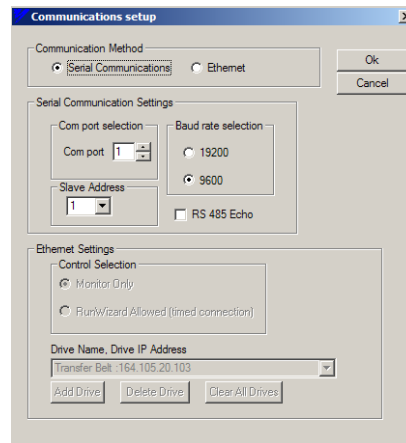 Communications setup
Communication Method
Serial Communications Ethernet
Ok
Cancel
Serial Communication Settings
Com port selection
Com port 1
Baud rate selection
19200
9600
Slave Address
1
RS 485 Echo
Ethernet Settings
Control Selection
Monitor Only
RunWizard Allowed (timed connection)
Drive Name, Drive IP Address
Transfer Belt :164.105.20.103
Add Drive Delete Drive Clear All Drives